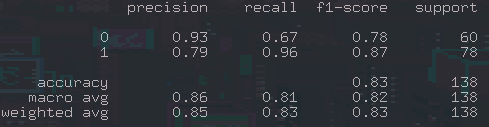 precision recall f1-score support
0 0.93 0.67 0.78 60
1 0.79 0.96 0.87 78
accuracy 0.83 138
macro avg 0.86 0.81 0.82 138
weighted avg 0.85 0.83 0.83 138